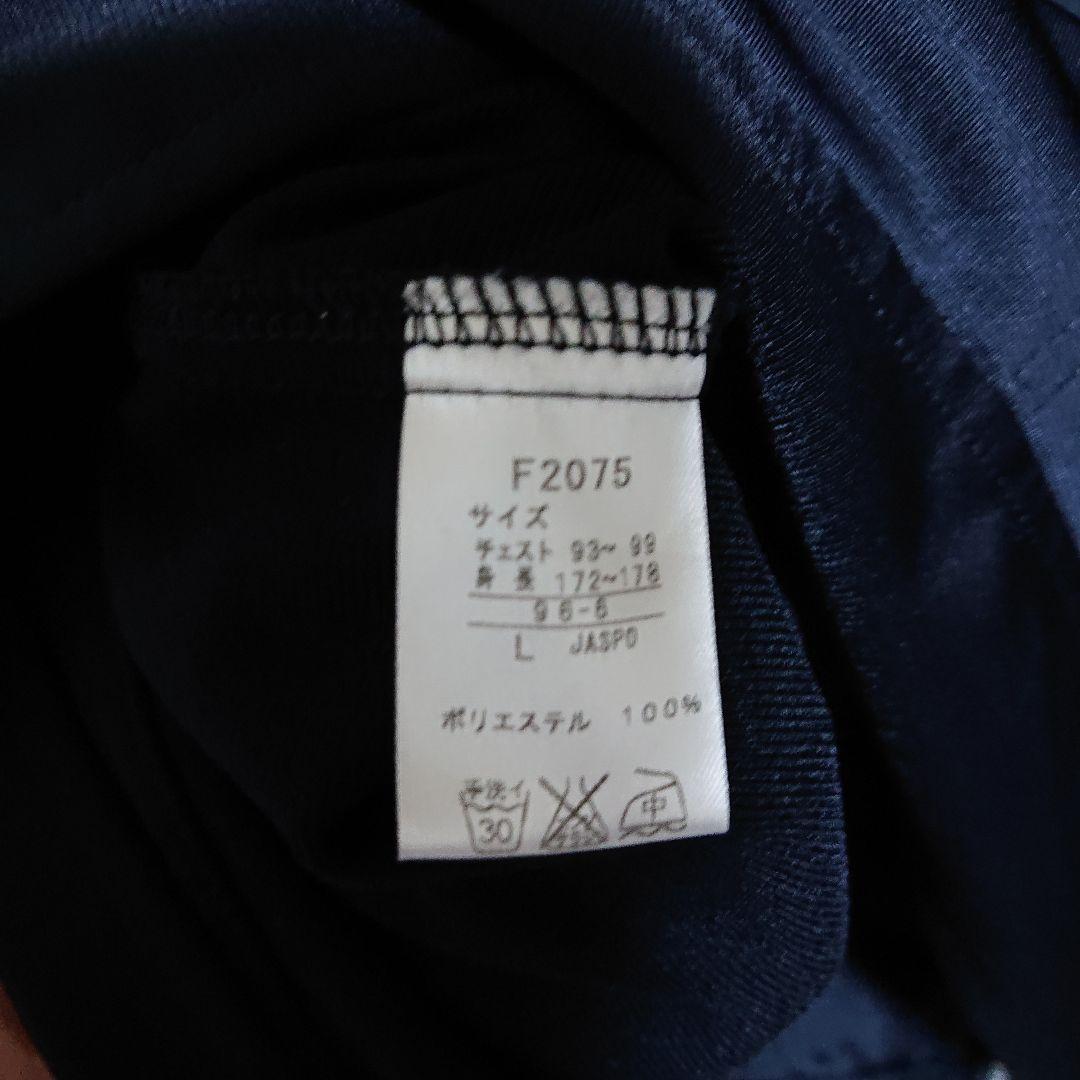 F2075
サイズ
チェスト 93~99
身長 172~178
96-6
L JASPO
ポリエステル 100%
手洗イ
30
中